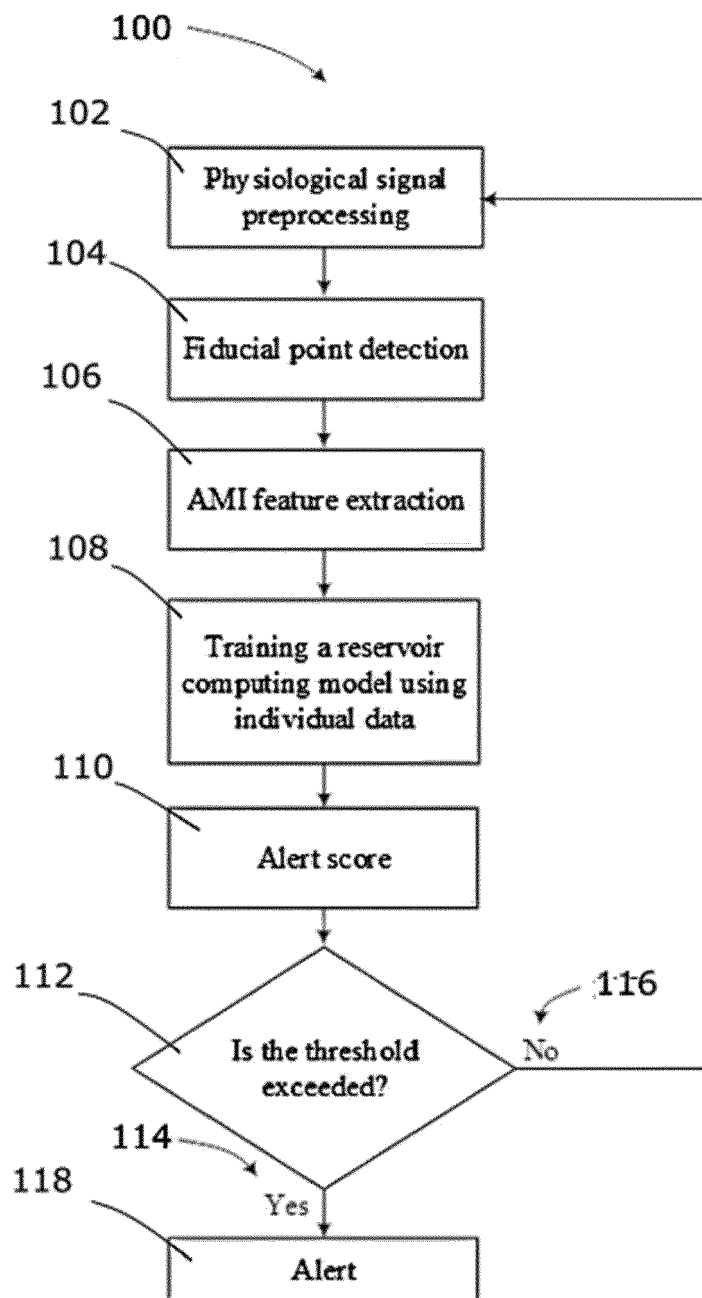 100
102
Physiological signal
preprocessing
104
Fiducial point detection
106
AMI feature extraction
108
Training a reservoir
computing model using
individual data
110
Alert score
112
116
Is the threshold
exceeded?
No
114
Yes
118
Alert